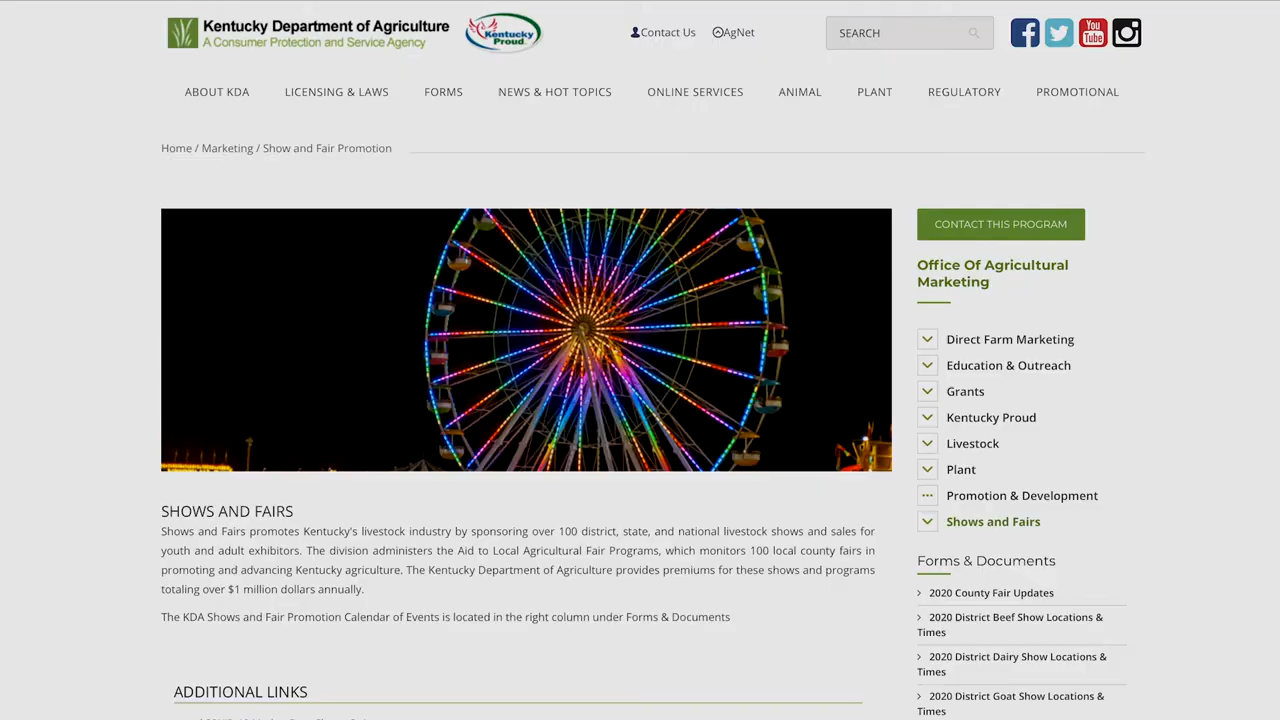 Kentucky Department of Agriculture
A Consumer Protection and Service Agency
Kentucky Proud
Contact Us
AgNet
SEARCH
You Tube
ABOUT KDA
LICENSING & LAWS
FORMS
NEWS & HOT TOPICS
ONLINE SERVICES
ANIMAL
PLANT
REGULATORY
PROMOTIONAL
Home / Marketing / Show and Fair Promotion
SHOWS AND FAIRS
Shows and Fairs promotes Kentucky's livestock industry by sponsoring over 100 district, state, and national livestock shows and sales for
youth and adult exhibitors. The division administers the Aid to Local Agricultural Fair Programs, which monitors 100 local county fairs in
promoting and advancing Kentucky agriculture. The Kentucky Department of Agriculture provides premiums for these shows and programs
totaling over $1 million dollars annually.
The KDA Shows and Fair Promotion Calendar of Events is located in the right column under Forms & Documents
ADDITIONAL LINKS
CONTACT THIS PROGRAM
Office Of Agricultural
Marketing
Direct Farm Marketing
Education & Outreach
Grants
Kentucky Proud
Livestock
Plant
Promotion & Development
Shows and Fairs
Forms & Documents
2020 County Fair Updates
2020 District Beef Show Locations &
Times
2020 District Dairy Show Locations &
Times
2020 District Goat Show Locations &
Times